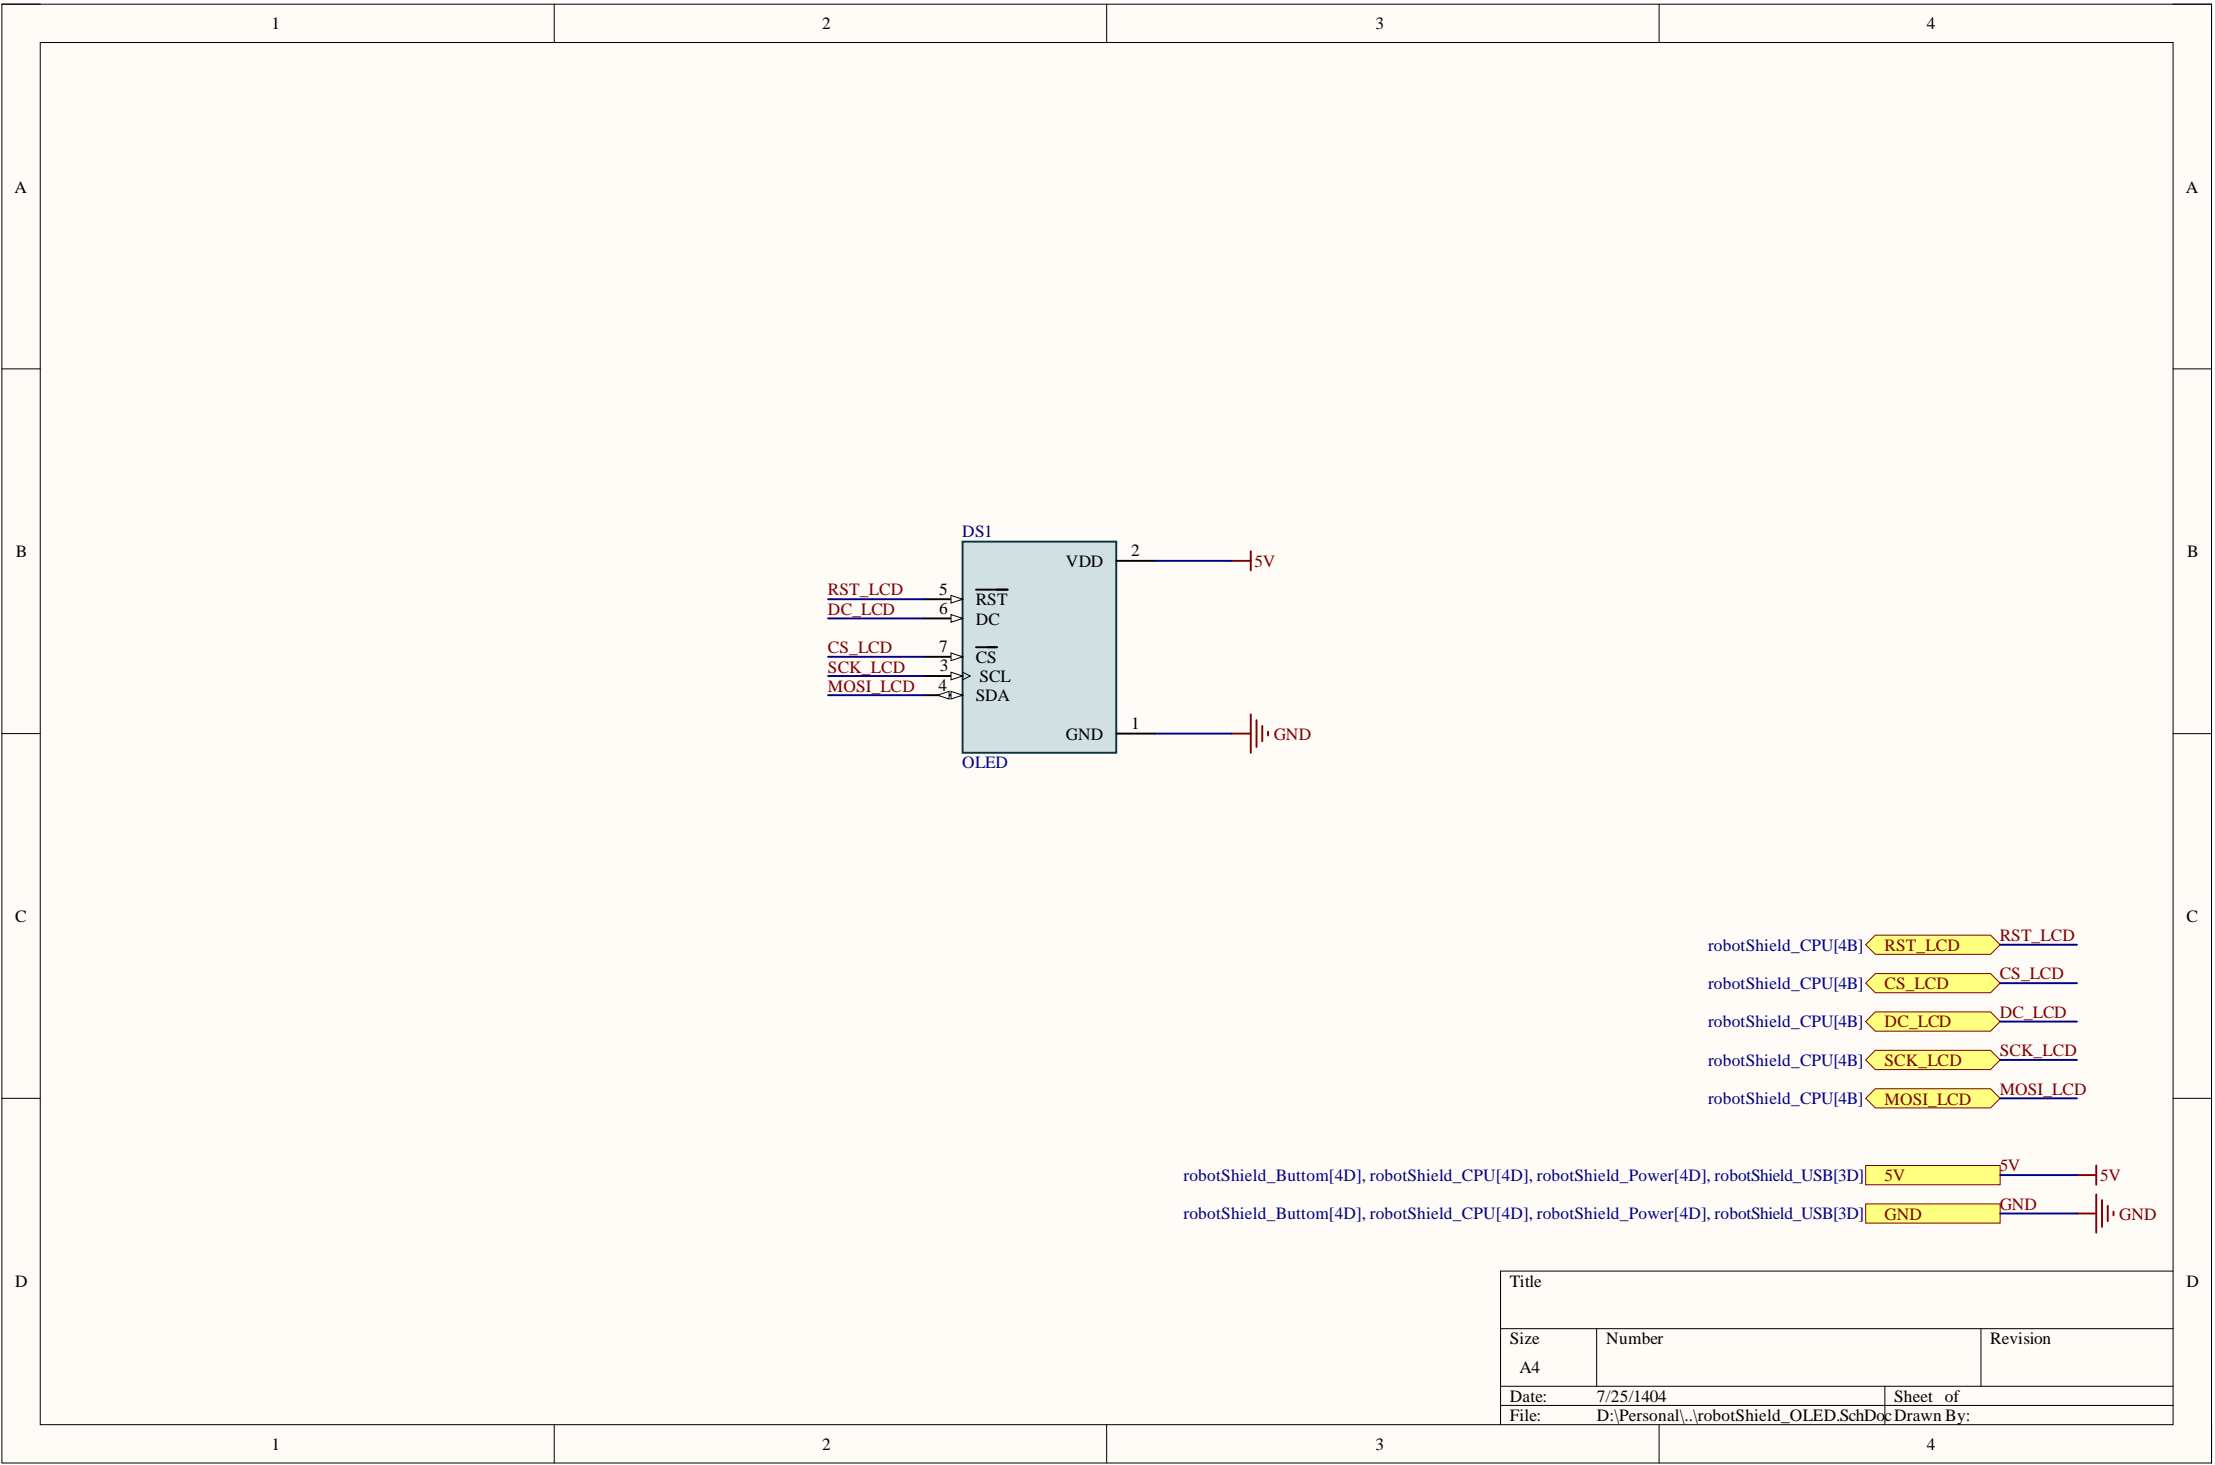 1 2 3 4
A A
DS1
B B
VDD 2 5V
RST_LCD 5 RST
DC_LCD 6 DC
CS_LCD 7 CS
SCK_LCD 3 SCL
MOSI_LCD 4 SDA
GND 1 GND
OLED
C C
robotShield_CPU[4B] RST_LCD RST_LCD
robotShield_CPU[4B] CS_LCD CS_LCD
robotShield_CPU[4B] DC_LCD DC_LCD
robotShield_CPU[4B] SCK_LCD SCK_LCD
robotShield_CPU[4B] MOSI_LCD MOSI_LCD
robotShield_Buttom[4D], robotShield_CPU[4D], robotShield_Power[4D], robotShield_USB[3D] 5V 5V 5V
robotShield_Buttom[4D], robotShield_CPU[4D], robotShield_Power[4D], robotShield_USB[3D] GND GND GND
D D
Title
Size Number Revision
A4
Date: 7/25/1404 Sheet of
File: D:\Personal\..\robotShield_OLED.SchDoc Drawn By:
1 2 3 4